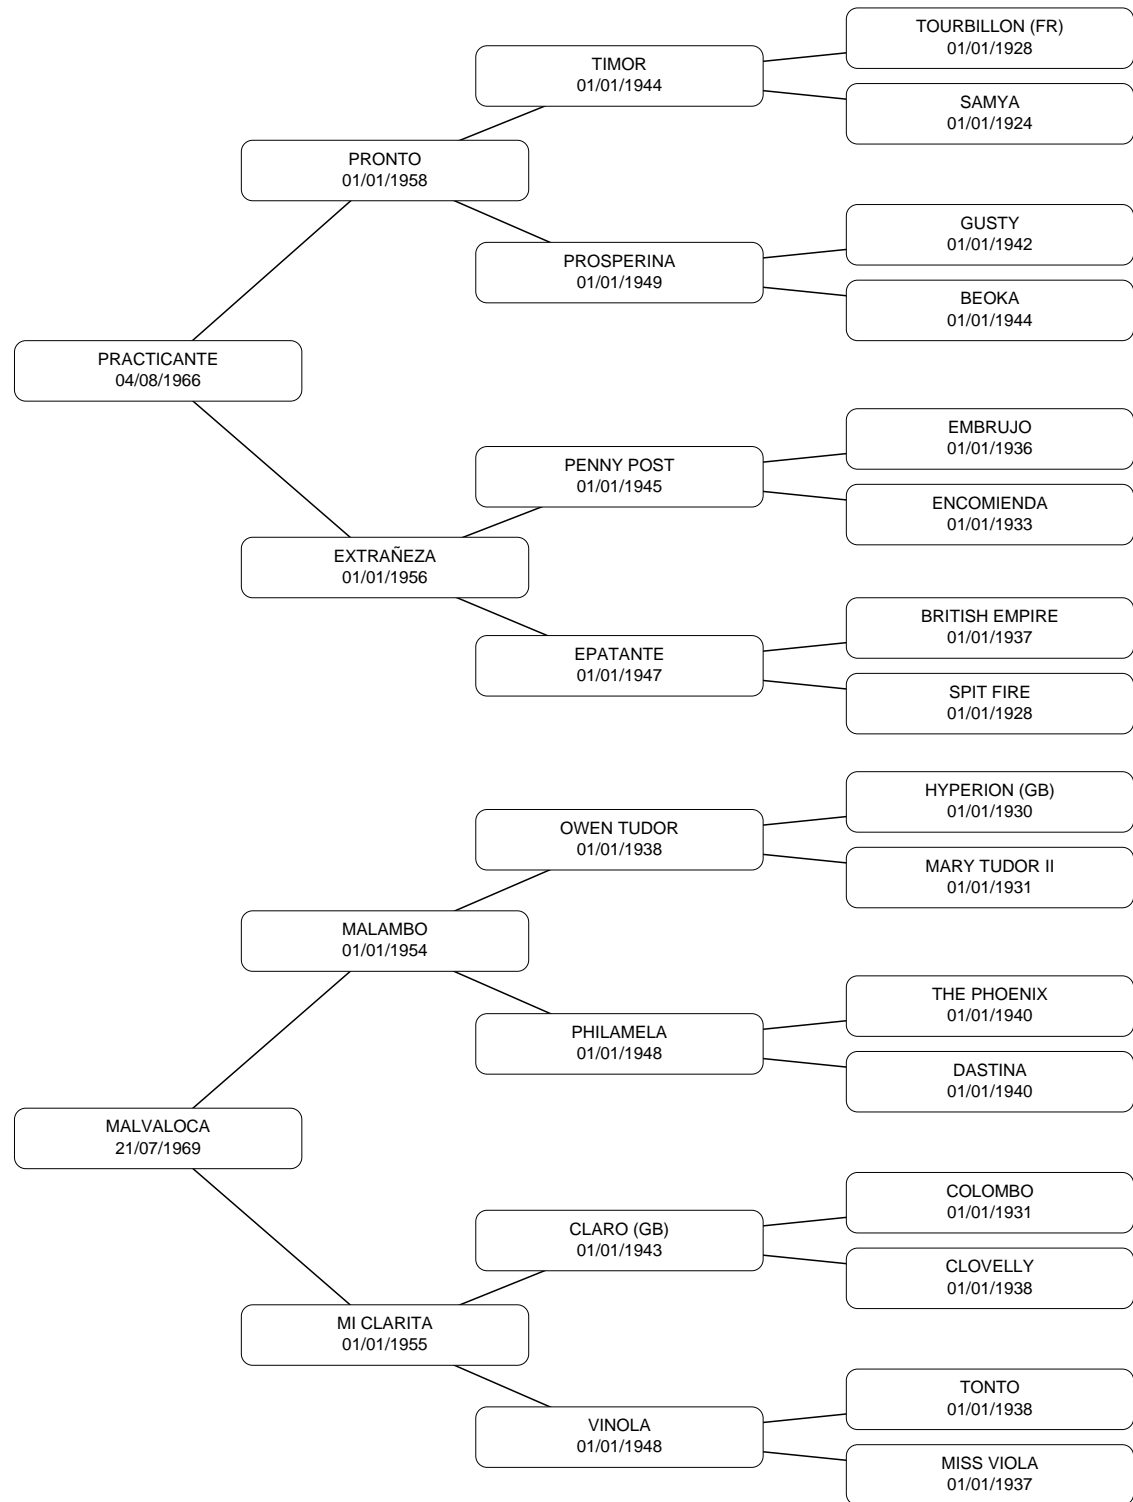 TOURBILLON (FR)
01/01/1928
TIMOR
01/01/1944
SAMYA
01/01/1924
PRONTO
01/01/1958
GUSTY
01/01/1942
PROSPERINA
01/01/1949
BEOKA
01/01/1944
PRACTICANTE
04/08/1966
EMBRUJO
01/01/1936
PENNY POST
01/01/1945
ENCOMIENDA
01/01/1933
EXTRAÑEZA
01/01/1956
BRITISH EMPIRE
01/01/1937
EPATANTE
01/01/1947
SPIT FIRE
01/01/1928
HYPERION (GB)
01/01/1930
OWEN TUDOR
01/01/1938
MARY TUDOR II
01/01/1931
MALAMBO
01/01/1954
THE PHOENIX
01/01/1940
PHILAMELA
01/01/1948
DASTINA
01/01/1940
MALVALOCA
21/07/1969
COLOMBO
01/01/1931
CLARO (GB)
01/01/1943
CLOVELLY
01/01/1938
MI CLARITA
01/01/1955
TONTO
01/01/1938
VINOLA
01/01/1948
MISS VIOLA
01/01/1937